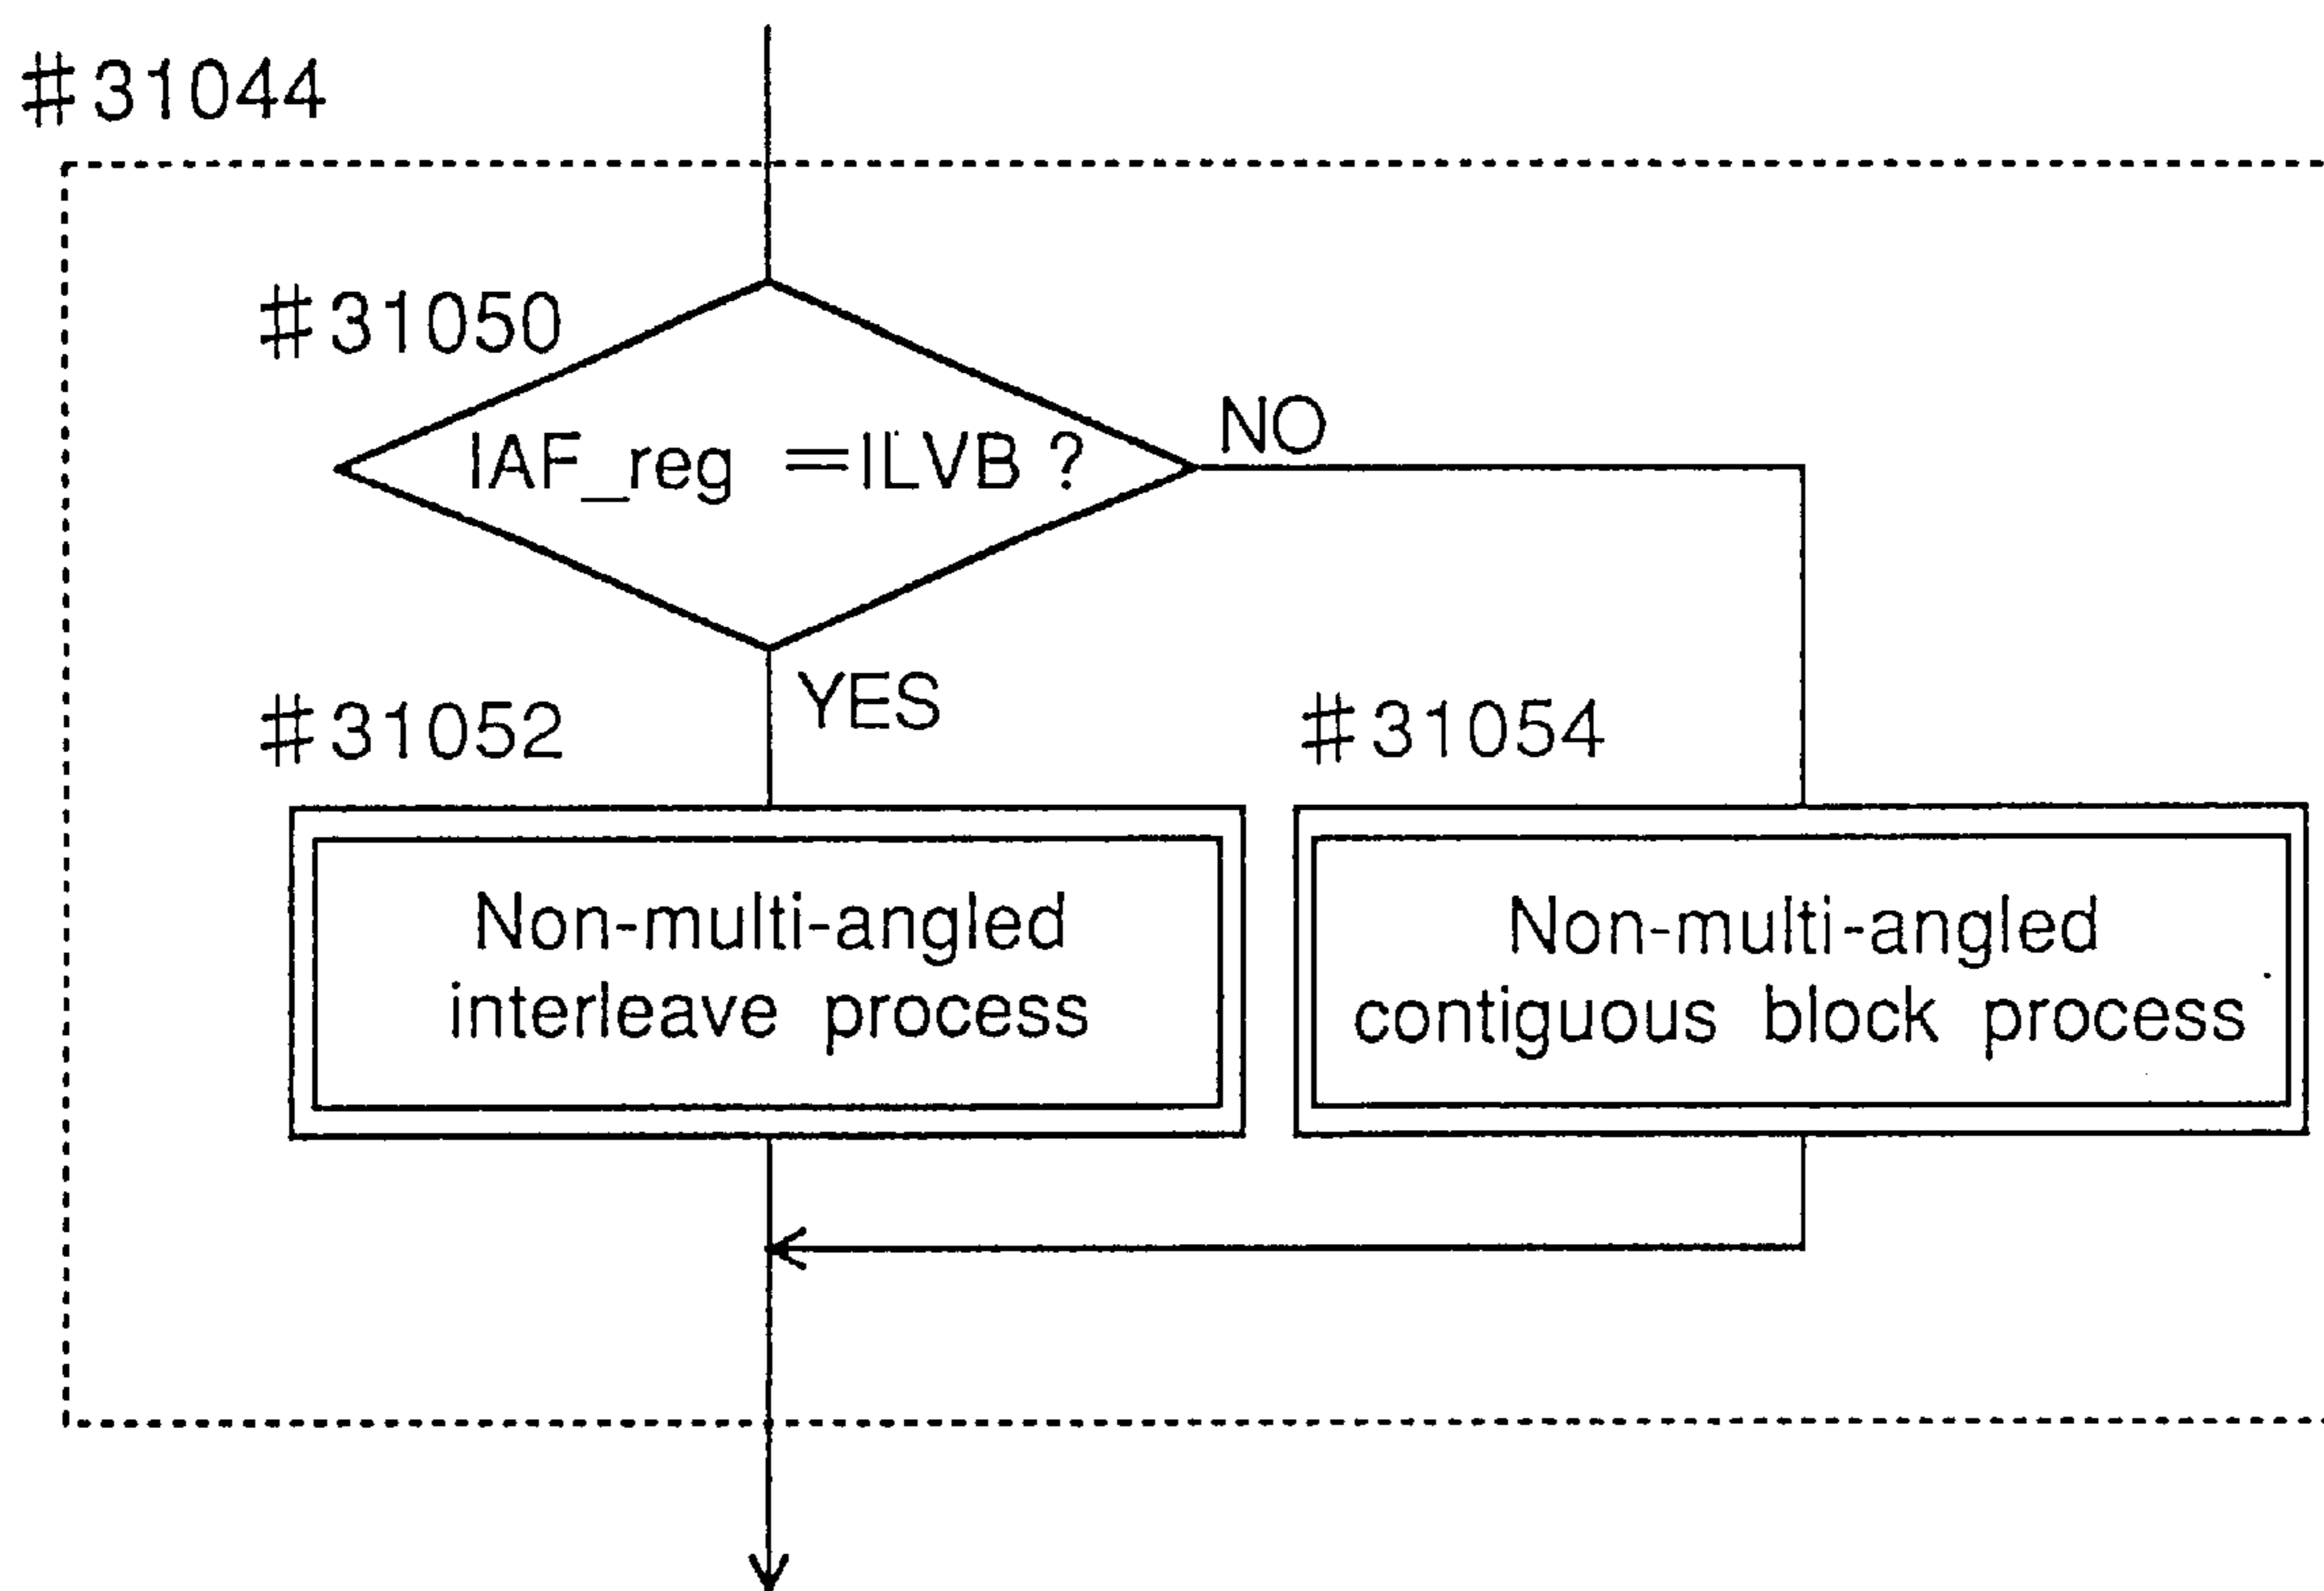 #31044
#31050
IAF_reg =ILVB ?
NO
YES
#31052
#31054
Non-multi-angled
interleave process
Non-multi-angled
contiguous block process